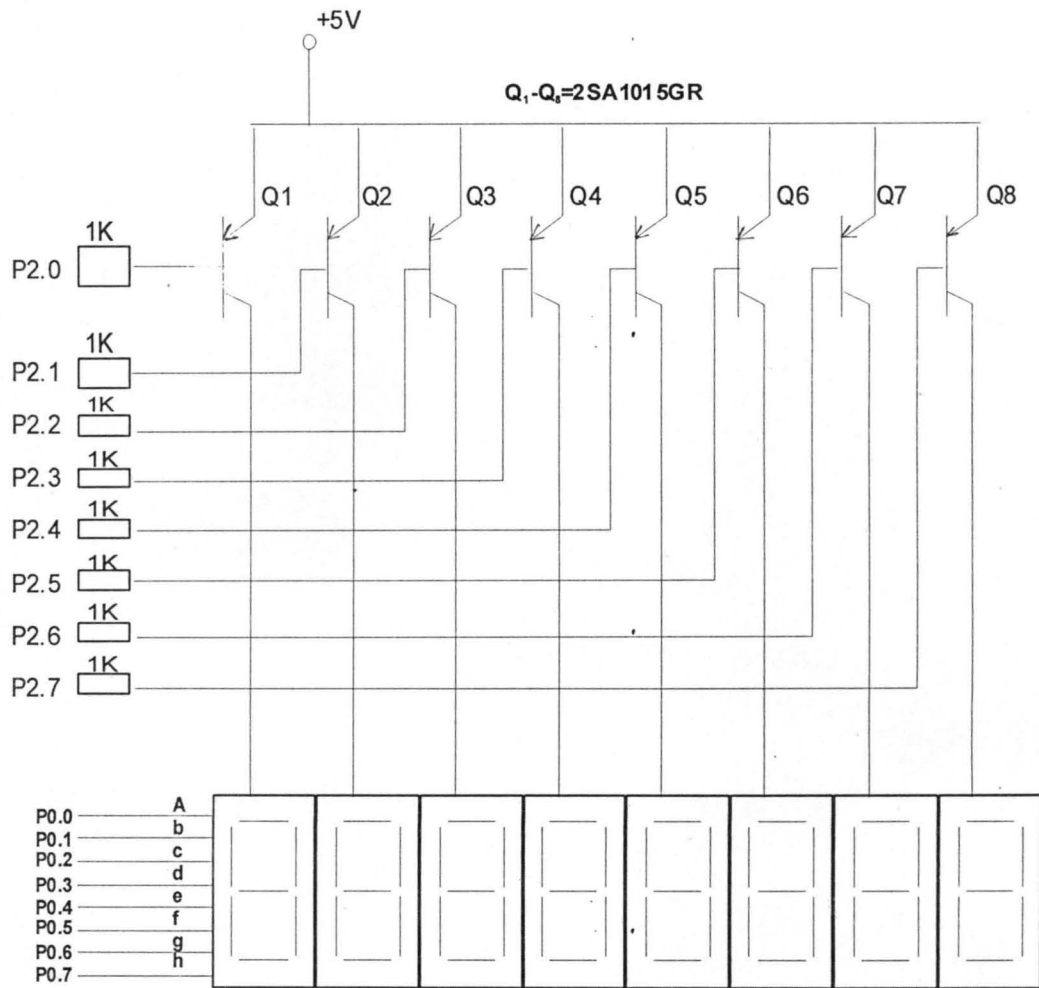 +5V
Q₁-Q₈=2SA1015GR
Q1 Q2 Q3 Q4 Q5 Q6 Q7 Q8
1K
P2.0
1K
P2.1
1K
P2.2
1K
P2.3
1K
P2.4
1K
P2.5
1K
P2.6
1K
P2.7
P0.0 A
P0.1 b
P0.2 c
P0.3 d
P0.4 e
P0.5 f
P0.6 g
P0.7 h